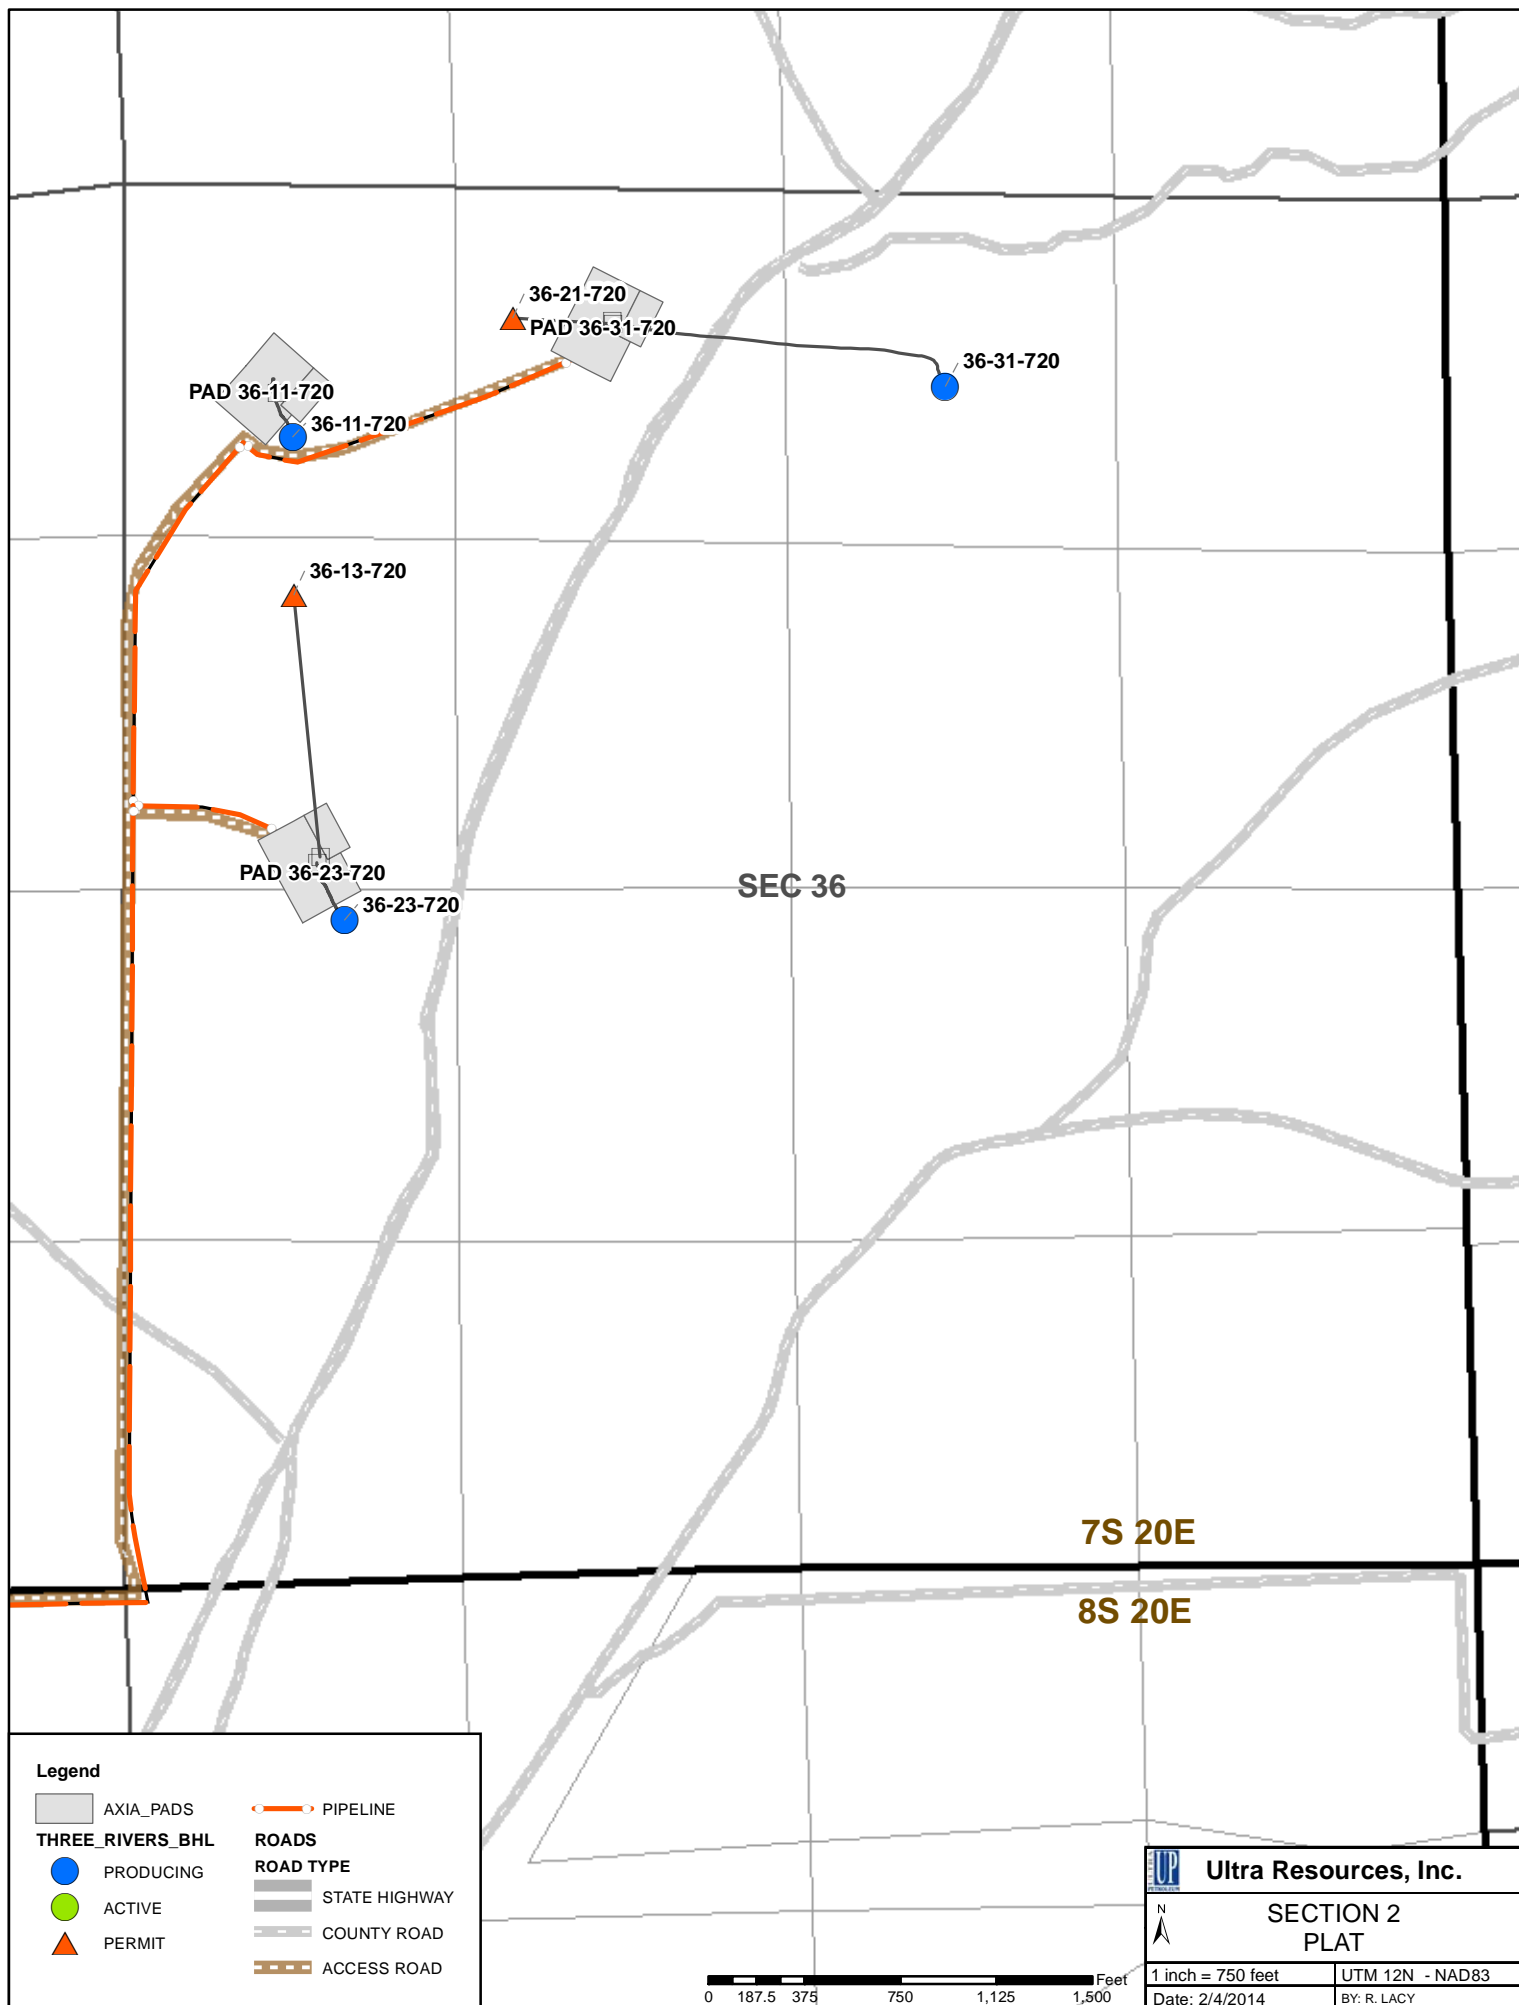 36-21-720
PAD 36-31-720
36-31-720
PAD 36-11-720
36-11-720
36-13-720
PAD 36-23-720
36-23-720
SEC 36
7S 20E
8S 20E
Legend
AXIA_PADS
PIPELINE
THREE_RIVERS_BHL
PRODUCING
ACTIVE
PERMIT
ROADS
ROAD TYPE
STATE HIGHWAY
COUNTY ROAD
ACCESS ROAD
0 187.5 375 750 1,125 1,500 Feet
ULTRA
UP
PETROLEUM
Ultra Resources, Inc.
N
SECTION 2
PLAT
1 inch = 750 feet
UTM 12N - NAD83
Date: 2/4/2014
BY: R. LACY